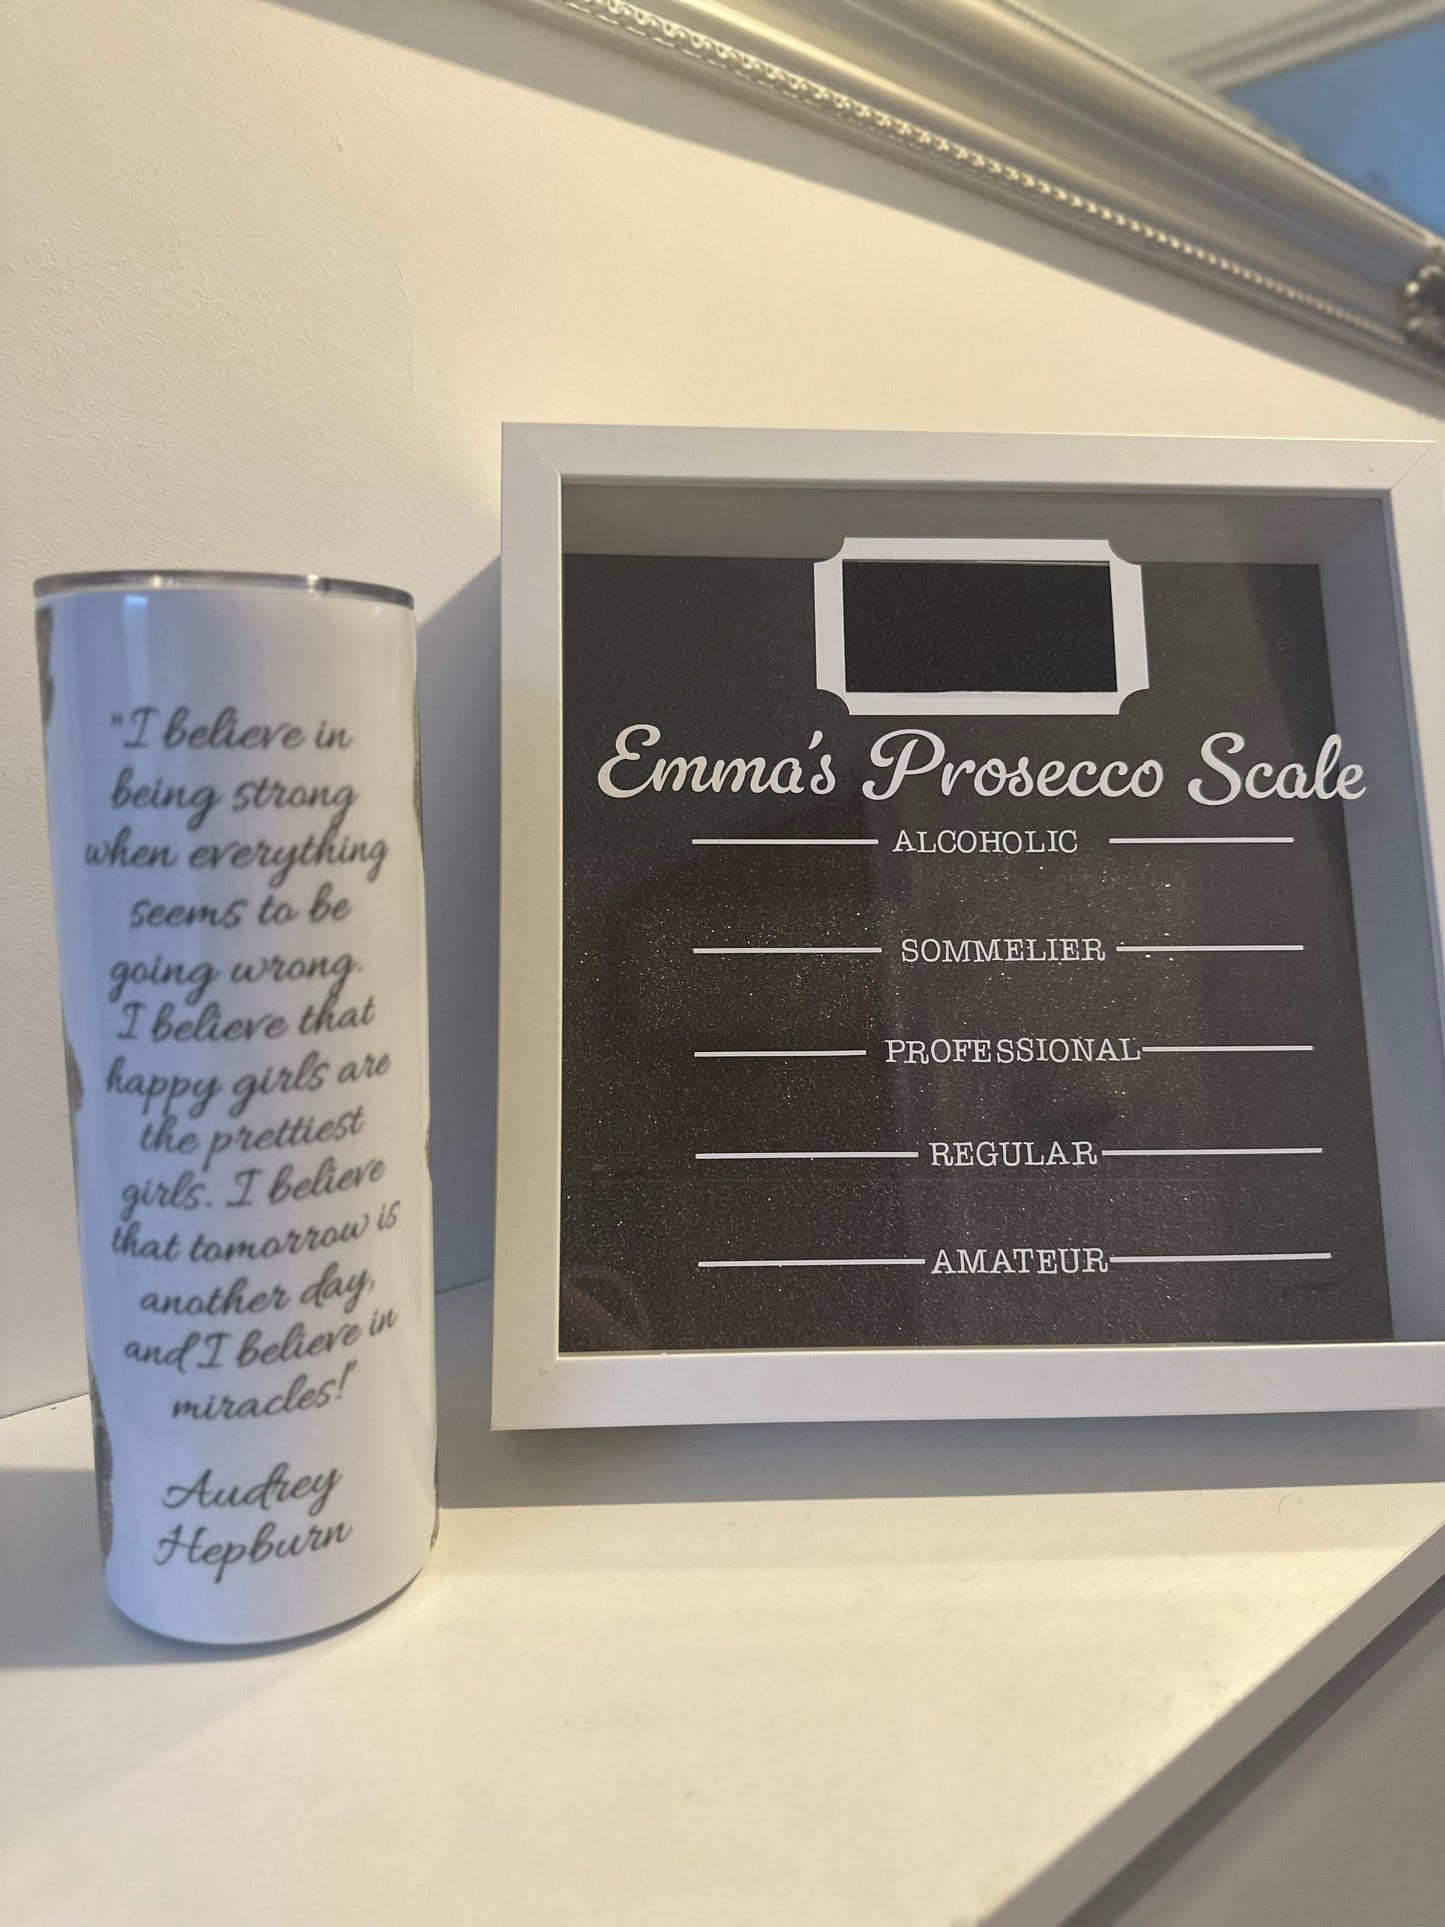 "I believe in
being strong
when everything
seems to be
going wrong.
I believe that
happy girls are
the prettiest
girls. I believe
that tomorrow is
another day,
and I believe in
miracles!"
Audrey
Hepburn
Emma's Prosecco Scale
ALCOHOLIC
SOMMELIER
PROFESSIONAL
REGULAR
AMATEUR